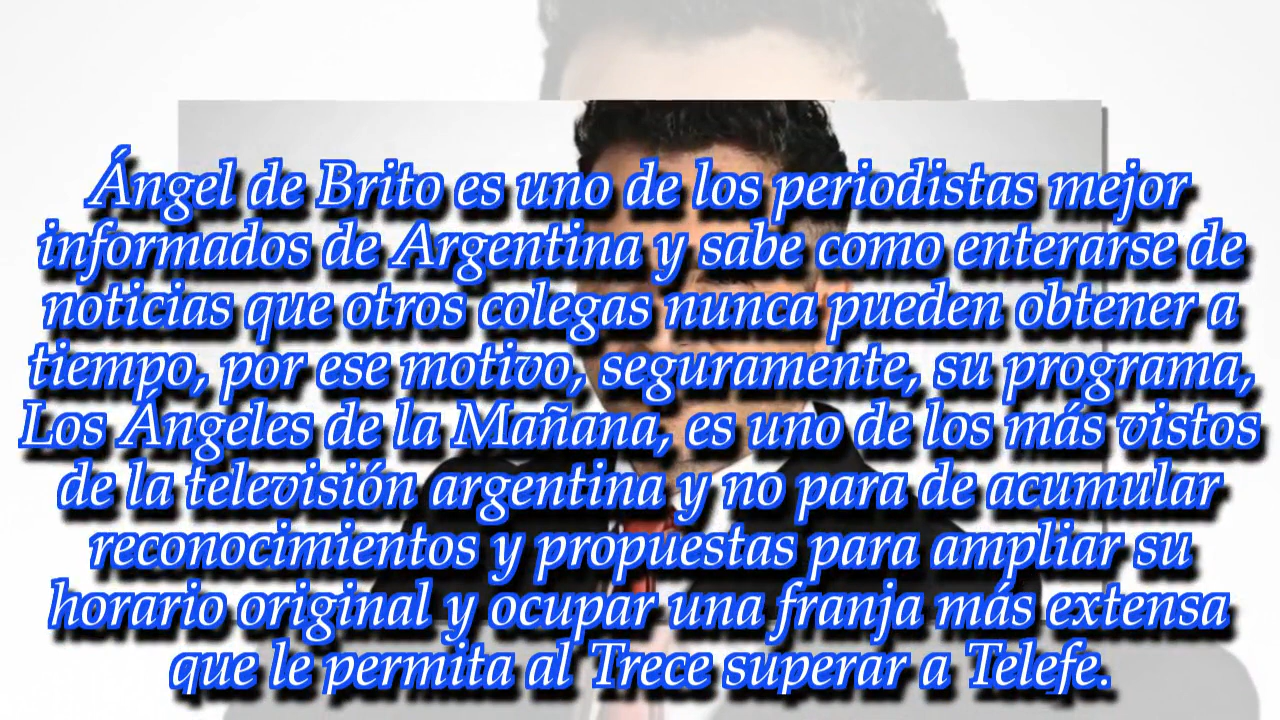 Ángel de Brito es uno de los periodistas mejor
informados de Argentina y sabe como enterarse de
noticias que otros colegas nunca pueden obtener a
tiempo, por ese motivo, seguramente, su programa,
Los Ángeles de la Mañana, es uno de los más vistos
de la televisión argentina y no para de acumular
reconocimientos y propuestas para ampliar su
horario original y ocupar una franja más extensa
que le permita al Trece superar a Telefe.